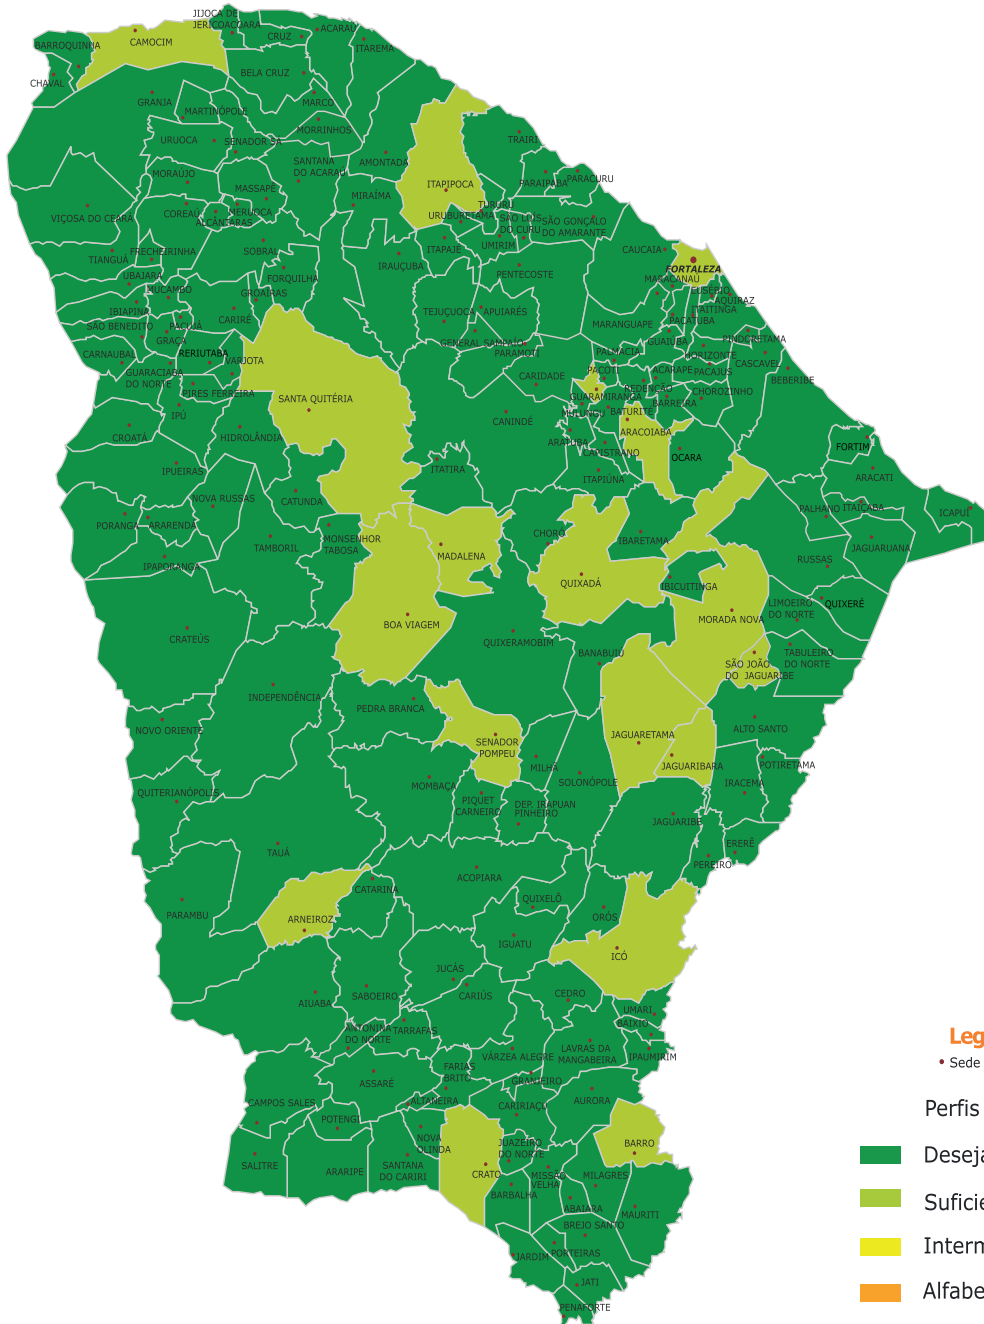 JIJOCA DE
JERICOACOARA
ACARAÚ
CRUZ
ITAREMA
BARROQUINHA
CAMOCIM
CHAVAL
BELA CRUZ
GRANJA
MARCO
MARTINÓPOLE
MORRINHOS
URUOCA
SENADOR SÁ
TRAIRI
SANTANA
DO ACARAÚ
AMONTADA
MORAÚJO
PARAIPABA
PARACURU
MASSAPE
ITAPIPOCA
MIRAÍMA
VIÇOSA DO CEARA
COREAÚ
MERUOCA
ALCÂNTARAS
TURURU
URUBURETAMA
SÃO LUÍS
DO CURU
SÃO GONÇALO
DO AMARANTE
TIANGUÁ
FRECHEIRINHA
SOBRAL
ITAPAJÉ
UMIRIM
CAUCAIA
IRAUÇUBA
FORTALEZA
UBAJARA
FORQUILHA
PENTECOSTE
MARACANAÚ
MUCAMBO
GROAÍRAS
EUSÉBIO
AQUIRAZ
IBIAPINA
CARIRÉ
TEJUÇUOCA
APUIARÉS
ITAITINGA
PACATUBA
SÃO BENEDITO
PACUJÁ
GRAÇA
MARANGUAPE
GUAIUBA
PINDORETAMA
GENERAL SAMPAÍO
PARAMOTI
CARNAUBAL
RERIUTABA
VARJOTA
PALMACIA
HORIZONTE
CASCAVEL
GUARACIABA
DO NORTE
PACOTI
ACARAPE
PACAJUS
BEBERIBE
PIRES FERREIRA
CARIDADE
REDENÇÃO
CHOROZINHO
SANTA QUITÉRIA
GUARAMIRANGA
BARREIRA
IPÚ
MULUNGU
BATURITÉ
CANINDÉ
CROATÁ
HIDROLÂNDIA
ARATUBA
ARACOIABA
FORTIM
CAPISTRANO
OCARA
IPUEIRAS
ITATIRA
ITAPIÚNA
ARACATI
NOVA RUSSAS
CATUNDA
PORANGA
ARARENDA
PALHANO
ITAIÇABA
ICAPUÍ
TAMBORIL
MONSENHOR
TABOSA
CHORO
IBARETAMA
JAGUARUANA
IPAPORANGA
MADALENA
RUSSAS
QUIXADÁ
IBICUITINGA
LIMOEIRO
DO NORTE
QUIXERÉ
BOA VIAGEM
MORADA NOVA
CRATEÚS
QUIXERAMOBIM
BANABUIU
SÃO JOÃO
DO JAGUARIBE
TABULEIRO
DO NORTE
INDEPENDÊNCIA
PEDRA BRANCA
NOVO ORIENTE
ALTO SANTO
SENADOR
POMPEU
JAGUARETAMA
JAGUARIBARA
POTIRETAMA
MILHÃ
SOLONÓPOLE
QUITERIANÓPOLIS
MOMBAÇA
IRACEMA
PIQUET
CARNEIRO
DEP. IRAPUAN
PINHEIRO
JAGUARIBE
TAUÁ
ERERÊ
PEREIRO
ACOPIARA
CATARINA
PARAMBU
QUIXELÔ
ARNEIROZ
ORÓS
IGUATU
ICÓ
JUCÁS
SABOEIRO
CARIÚS
CEDRO
AIUABA
UMARI
BAIXIO
ANTONINA
DO NORTE
TARRAFAS
Leg
VÁRZEA ALEGRE
LAVRAS DA
MANGABEIRA
IPAUMIRIM
Sede
FARIAS
BRITO
ASSARÉ
GRANJEIRO
CAMPOS SALES
ALTANEIRA
CARIRIAÇU
AURORA
Perfis
POTENGI
NOVA
OLINDA
JUAZEIRO
DO NORTE
BARRO
Deseja
SALITRE
ARARIPE
SANTANA
DO CARIRI
CRATO
MISSÃO
VELHA
MILAGRES
BARBALHA
ABAIARA
MAURITI
Suficie
BREJO SANTO
JARDIM
PORTEIRAS
Interm
JATI
Alfabe
PENAFORTE